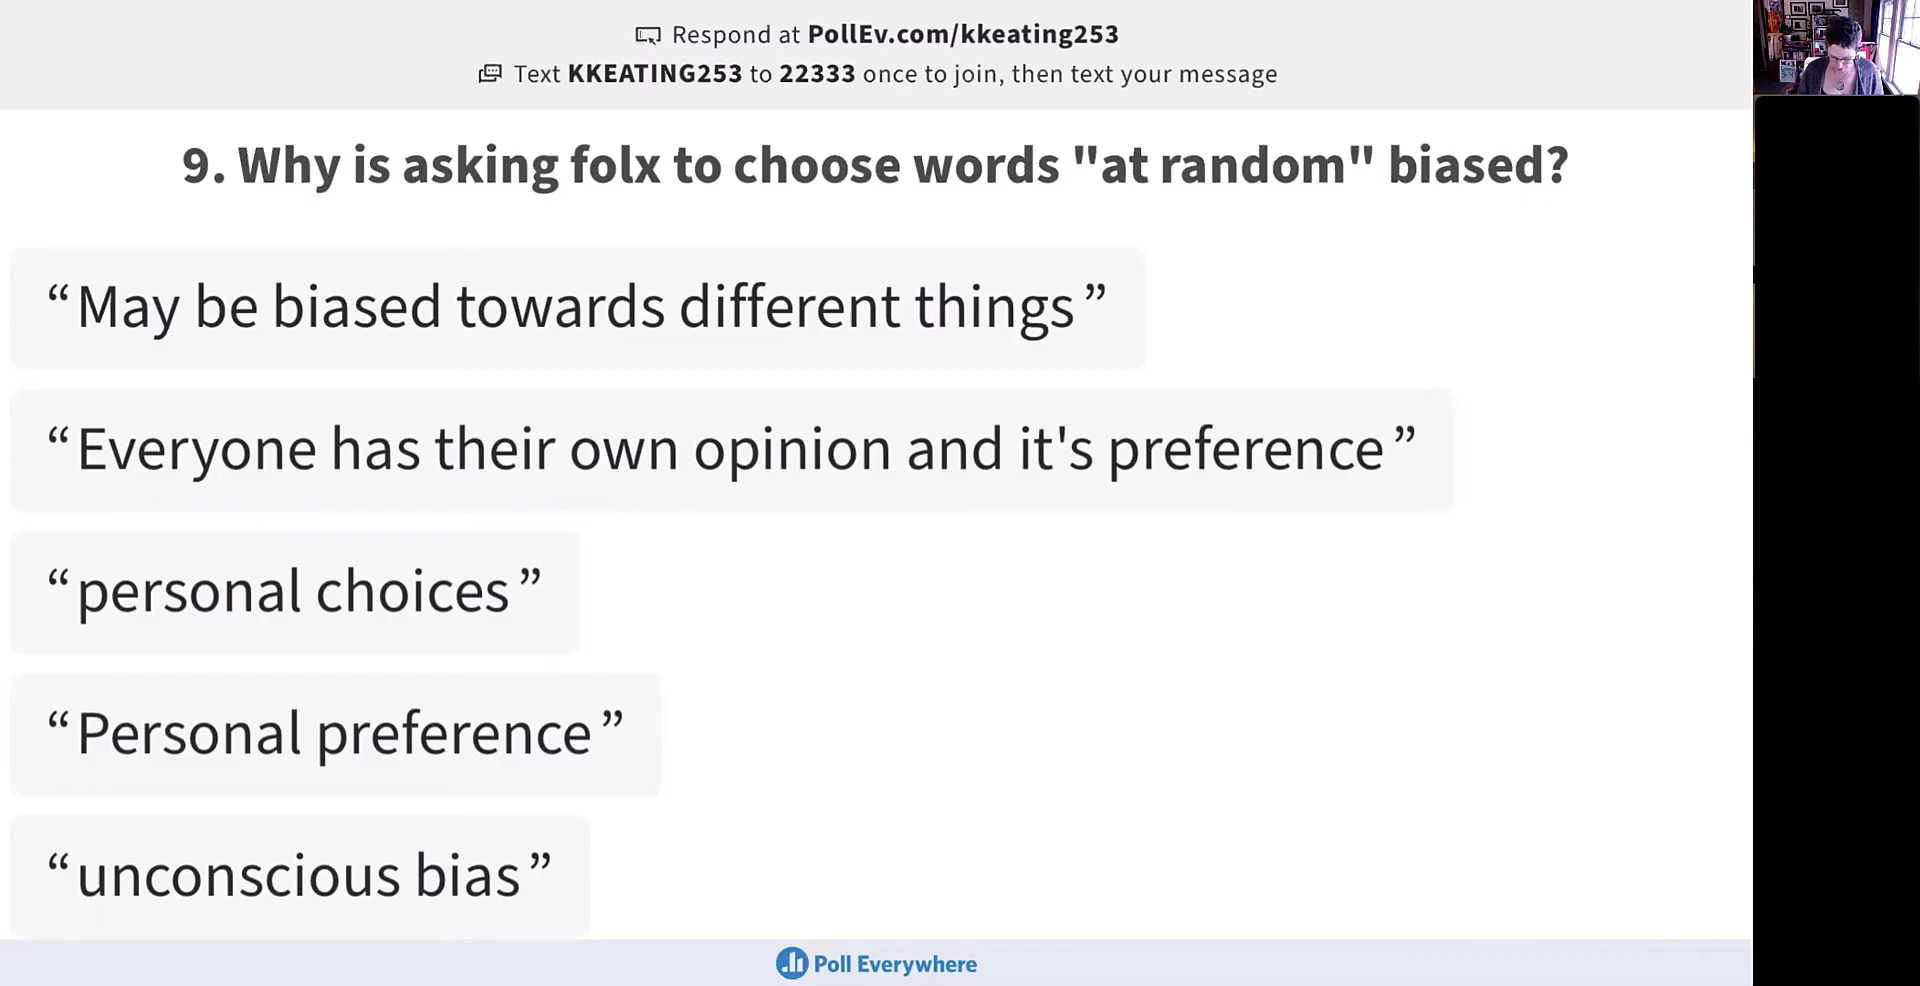 Respond at PollEv.com/kkeating253
Text KKEATING253 to 22333 once to join, then text your message
9. Why is asking folx to choose words "at random" biased?
“May be biased towards different things”
“Everyone has their own opinion and it's preference”
“personal choices”
“Personal preference”
“unconscious bias”
Poll Everywhere